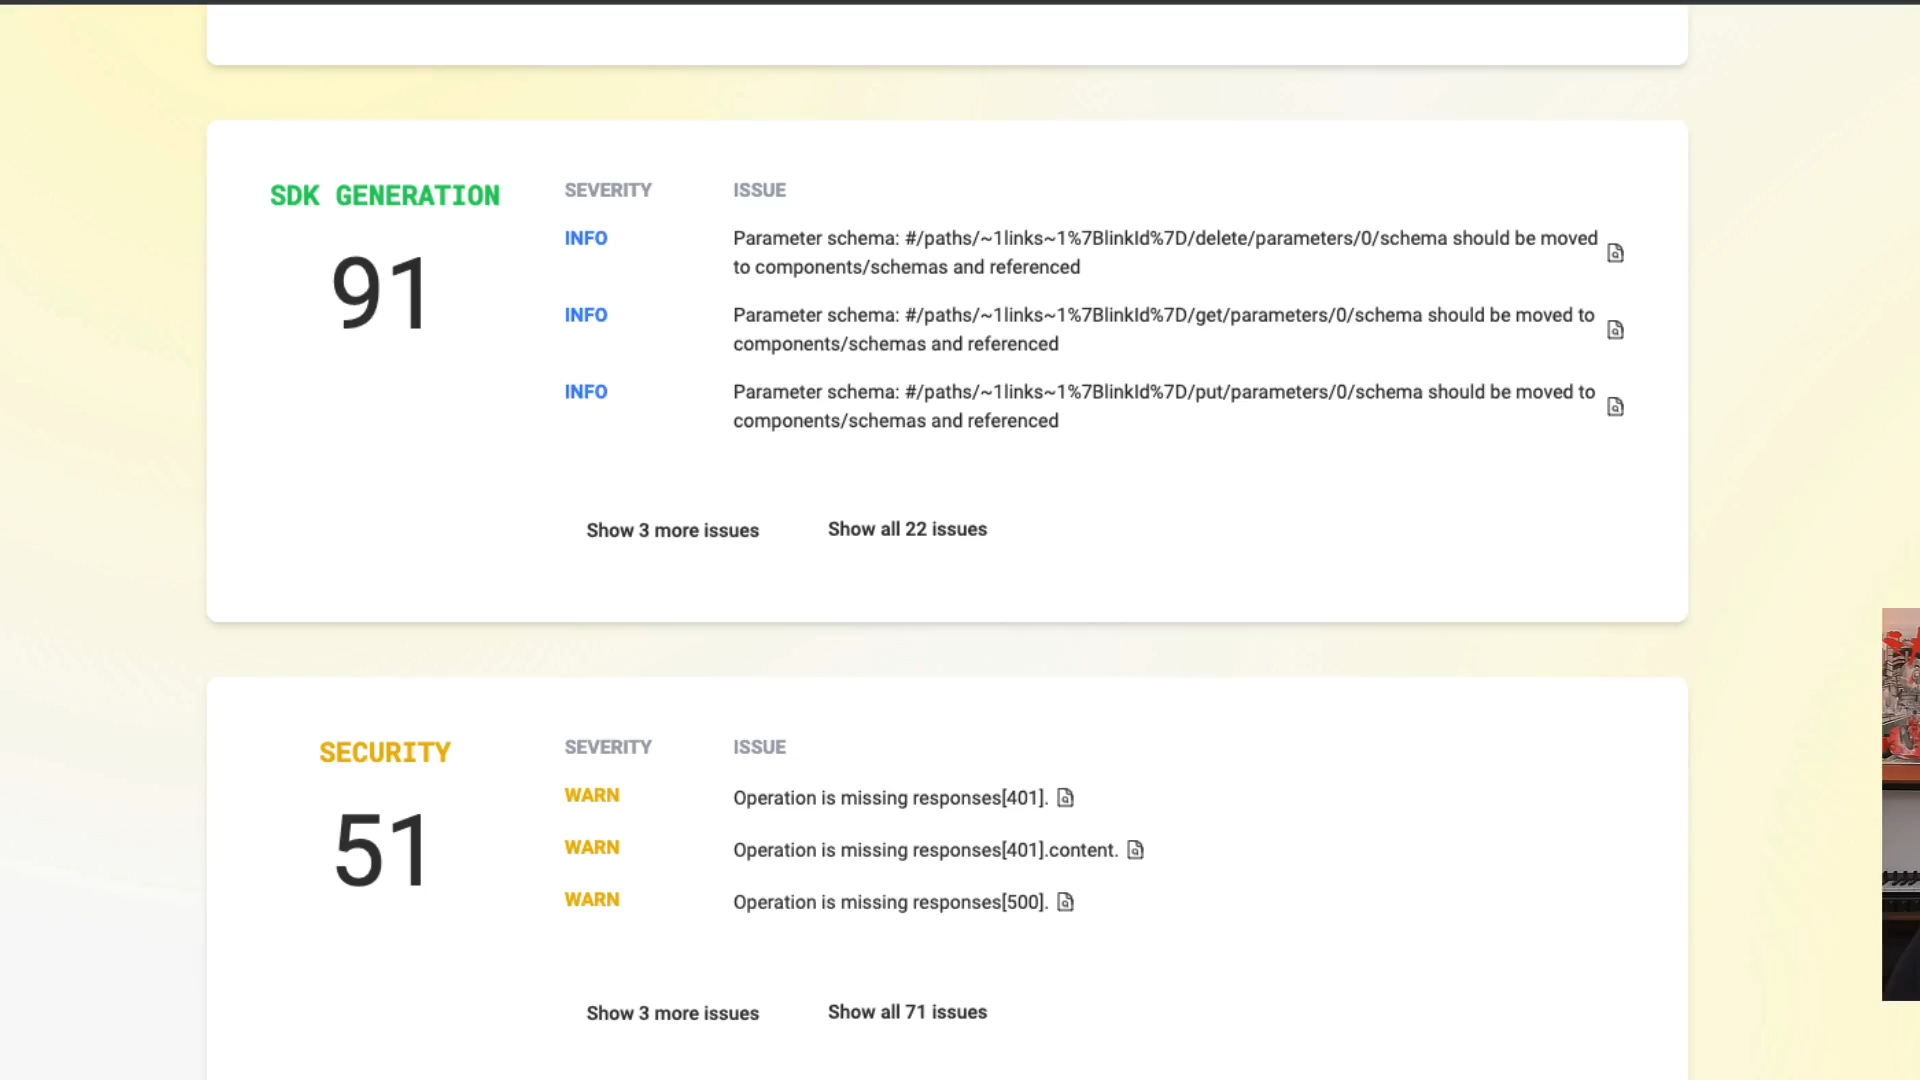 SDK GENERATION
91
SEVERITY ISSUE
INFO Parameter schema: #/paths/~1links~1%7BlinkId%7D/delete/parameters/0/schema should be moved
to components/schemas and referenced
INFO Parameter schema: #/paths/~1links~1%7BlinkId%7D/get/parameters/0/schema should be moved to
components/schemas and referenced
INFO Parameter schema: #/paths/~1links~1%7BlinkId%7D/put/parameters/0/schema should be moved to
components/schemas and referenced
Show 3 more issues Show all 22 issues
SECURITY
51
SEVERITY ISSUE
WARN Operation is missing responses[401].
WARN Operation is missing responses[401].content.
WARN Operation is missing responses[500].
Show 3 more issues Show all 71 issues